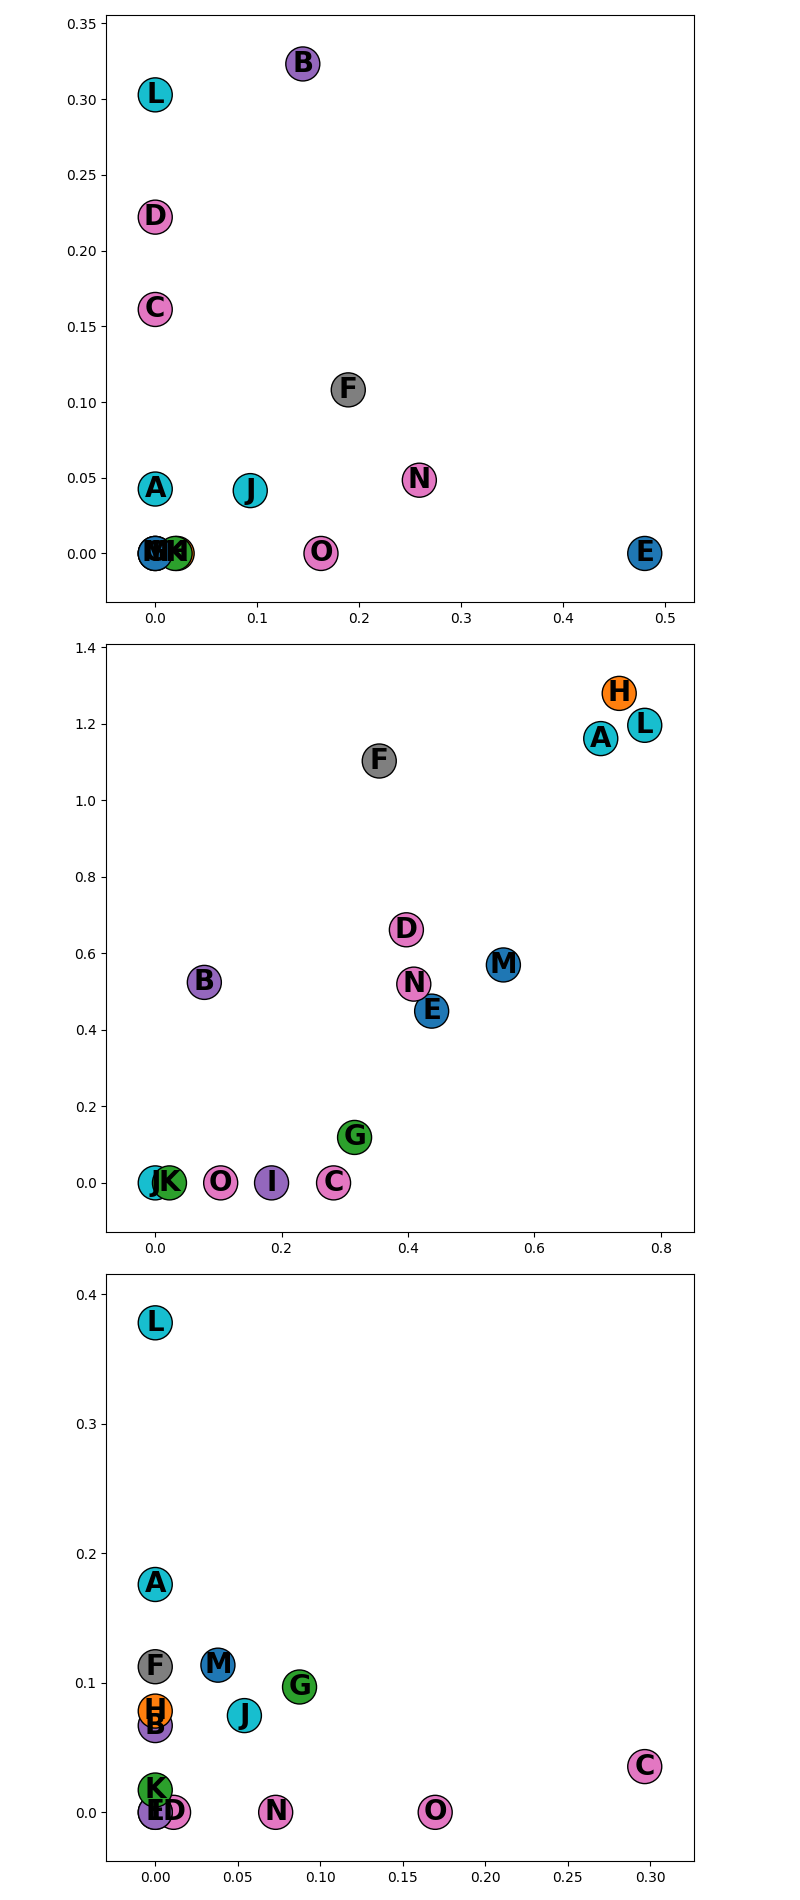 0.35
B
L
0.30
0.25
D
0.20
C
0.15
F
0.10
N
A J
0.05
K O E
0.00
0.0 0.1 0.2 0.3 0.4 0.5
1.4
H
L
1.2
A
F
1.0
0.8
D
M
0.6
B N
E
0.4
0.2
G
0.0
J K O I C
0.0 0.2 0.4 0.6 0.8
0.4
L
0.3
0.2
A
F M
0.1
G
H
J
B
C
K
0.0
D N O
0.00 0.05 0.10 0.15 0.20 0.25 0.30